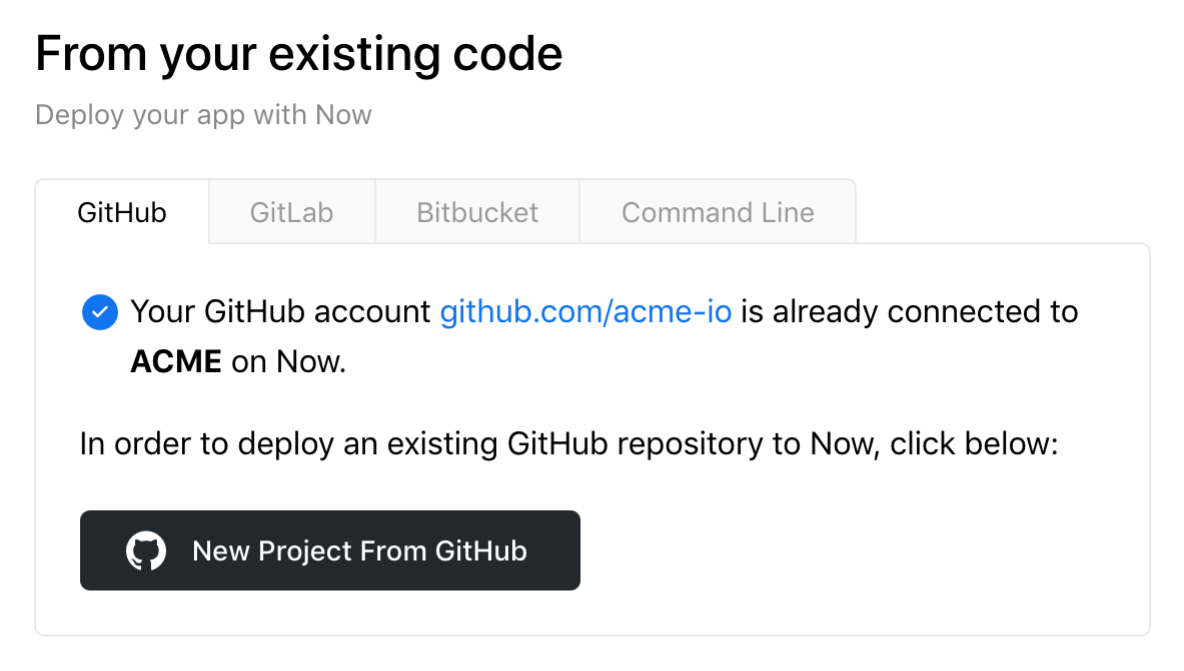 From your existing code
Deploy your app with Now
GitHub
GitLab
Bitbucket
Command Line
Your GitHub account github.com/acme-io is already connected to
ACME on Now.
In order to deploy an existing GitHub repository to Now, click below:
New Project From GitHub